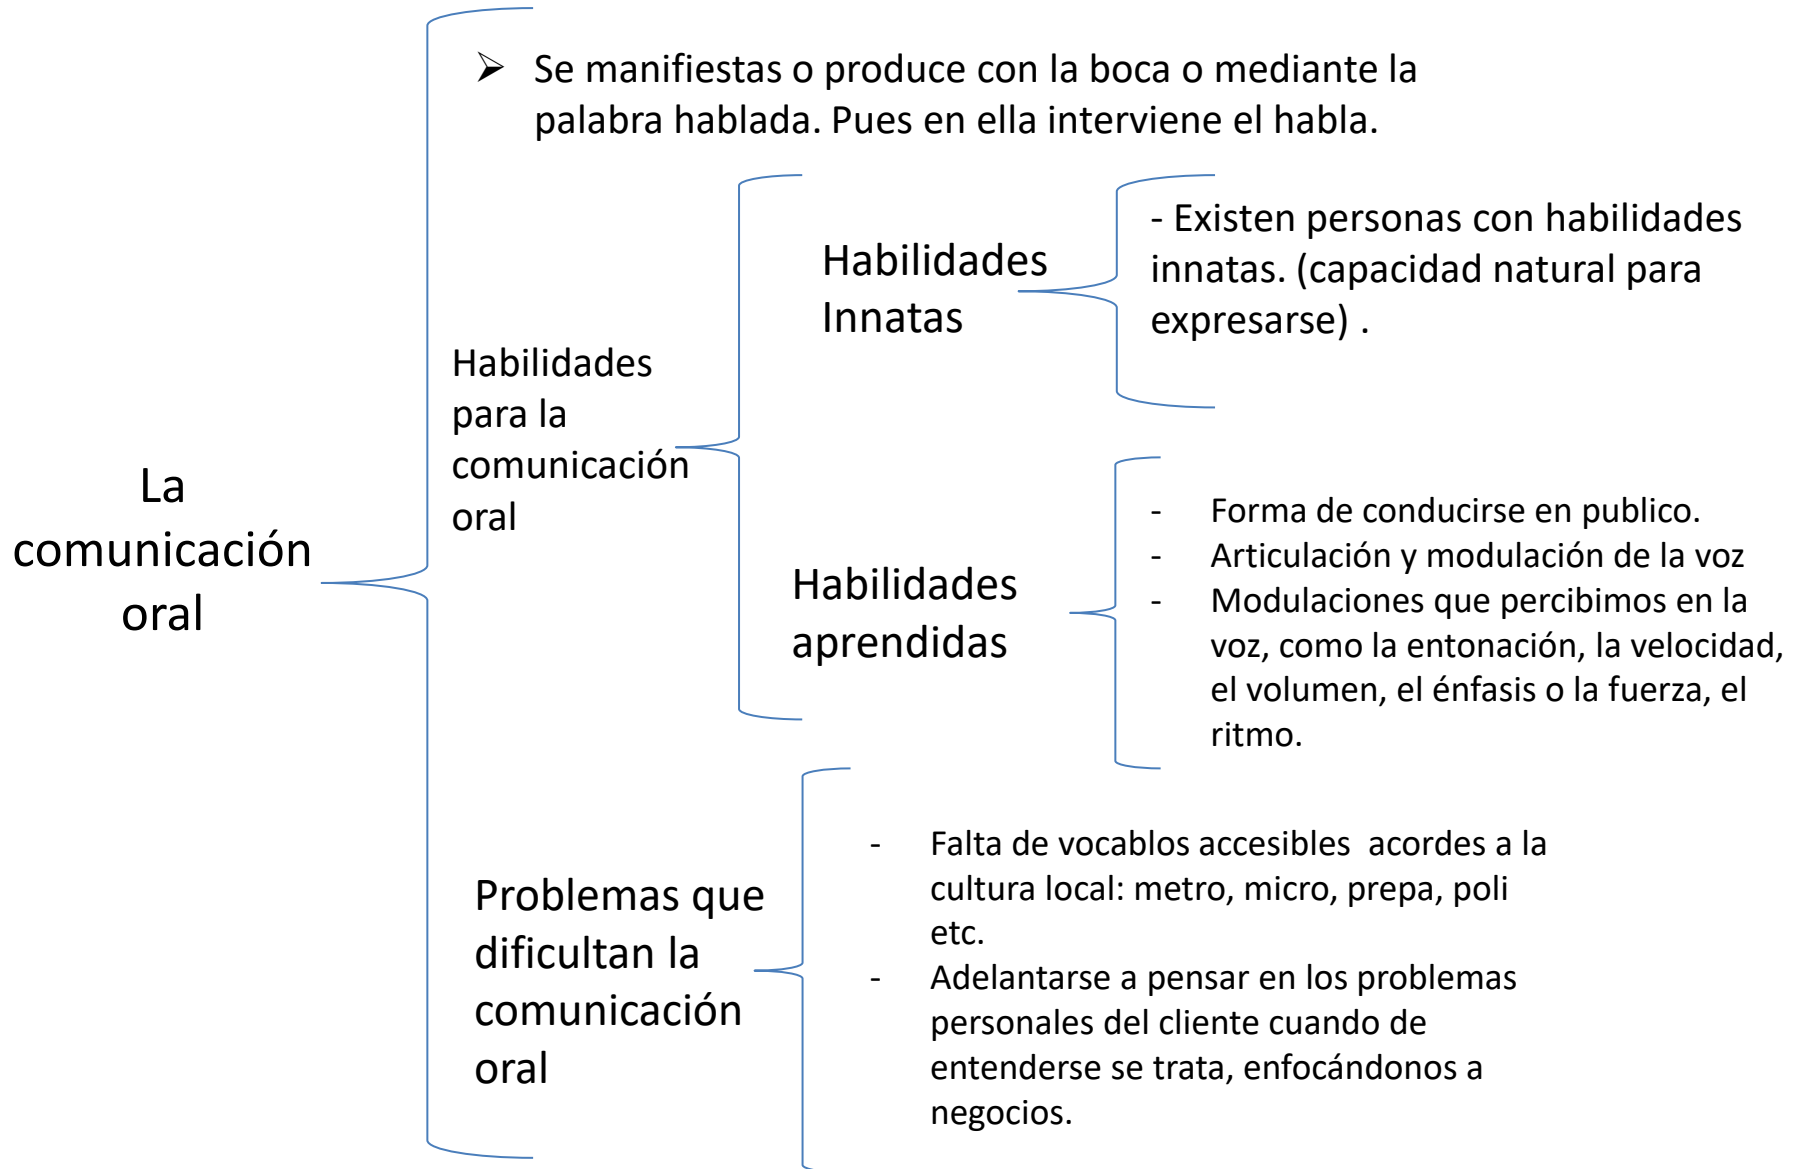 ➢ Se manifiestas o produce con la boca o mediante la
palabra hablada. Pues en ella interviene el habla.
La
comunicación
oral
Habilidades
para la
comunicación
oral
Habilidades
Innatas
- Existen personas con habilidades
innatas. (capacidad natural para
expresarse) .
Habilidades
aprendidas
- Forma de conducirse en publico.
- Articulación y modulación de la voz
- Modulaciones que percibimos en la
voz, como la entonación, la velocidad,
el volumen, el énfasis o la fuerza, el
ritmo.
Problemas que
dificultan la
comunicación
oral
- Falta de vocablos accesibles  acordes a la
cultura local: metro, micro, prepa, poli
etc.
- Adelantarse a pensar en los problemas
personales del cliente cuando de
entenderse se trata, enfocándonos a
negocios.